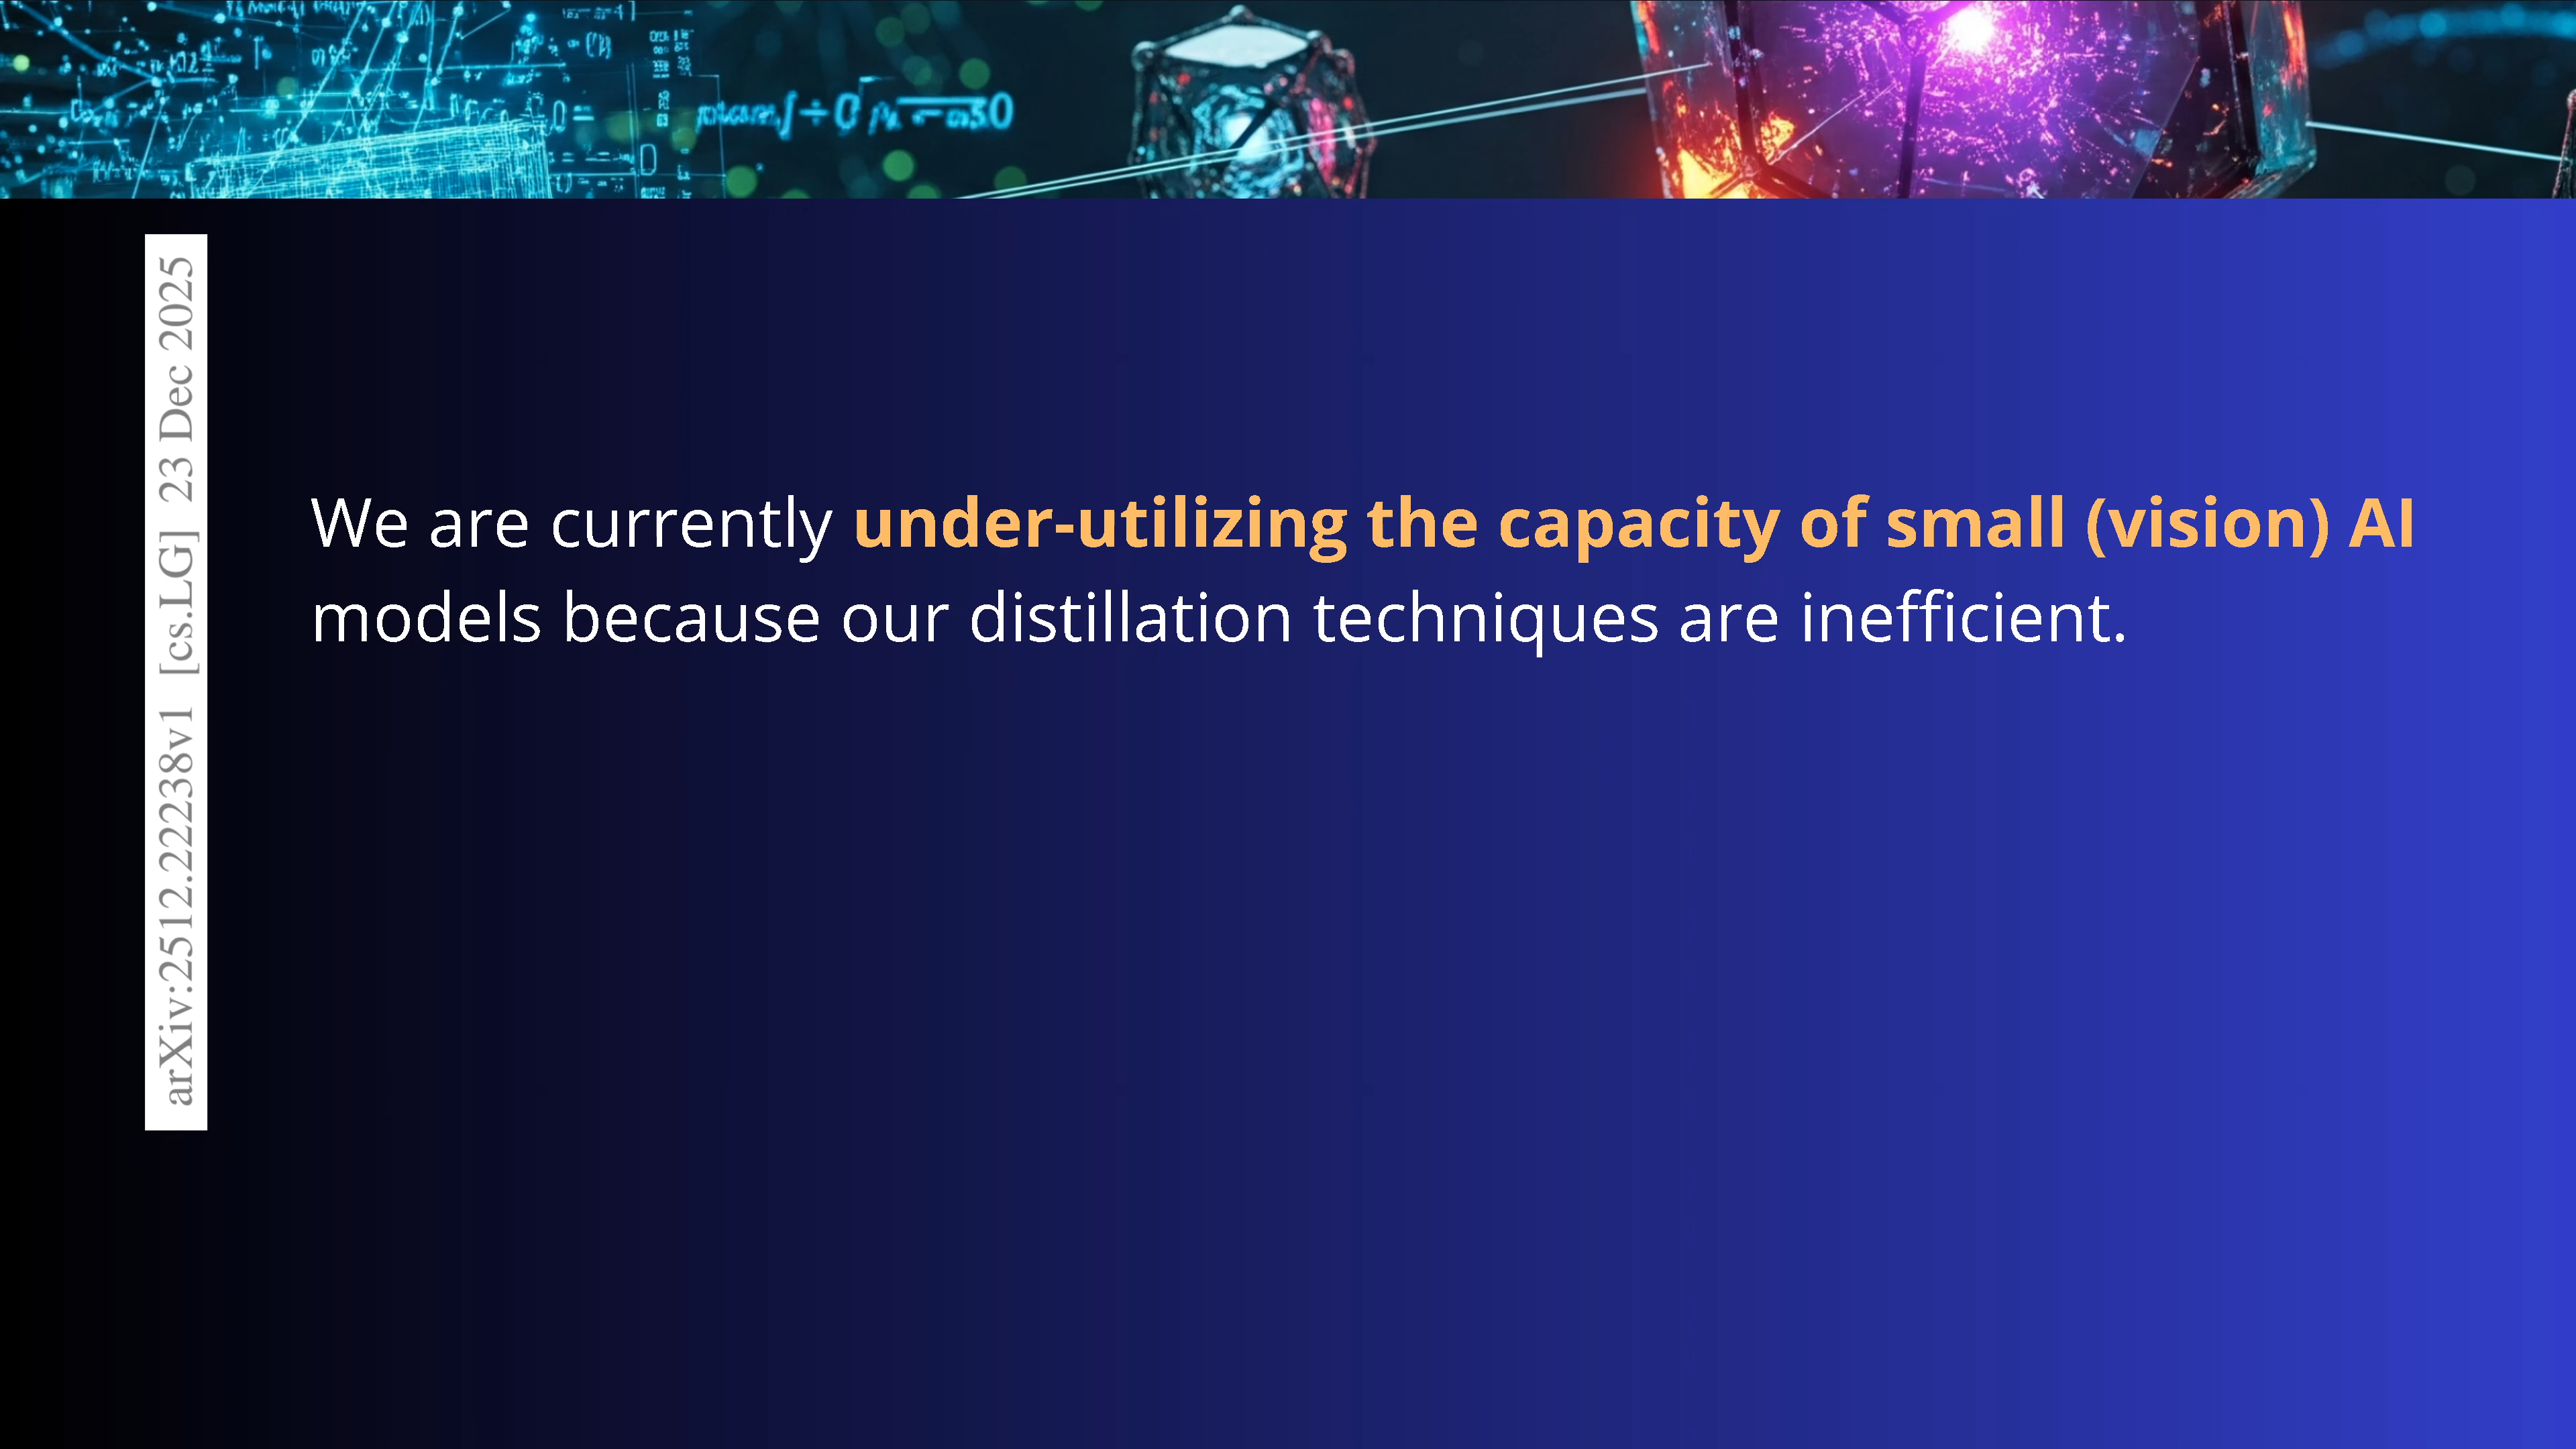 arXiv:2512.22238v1 [cs.LG] 23 Dec 2025
We are currently under-utilizing the capacity of small (vision) AI
models because our distillation techniques are inefficient.